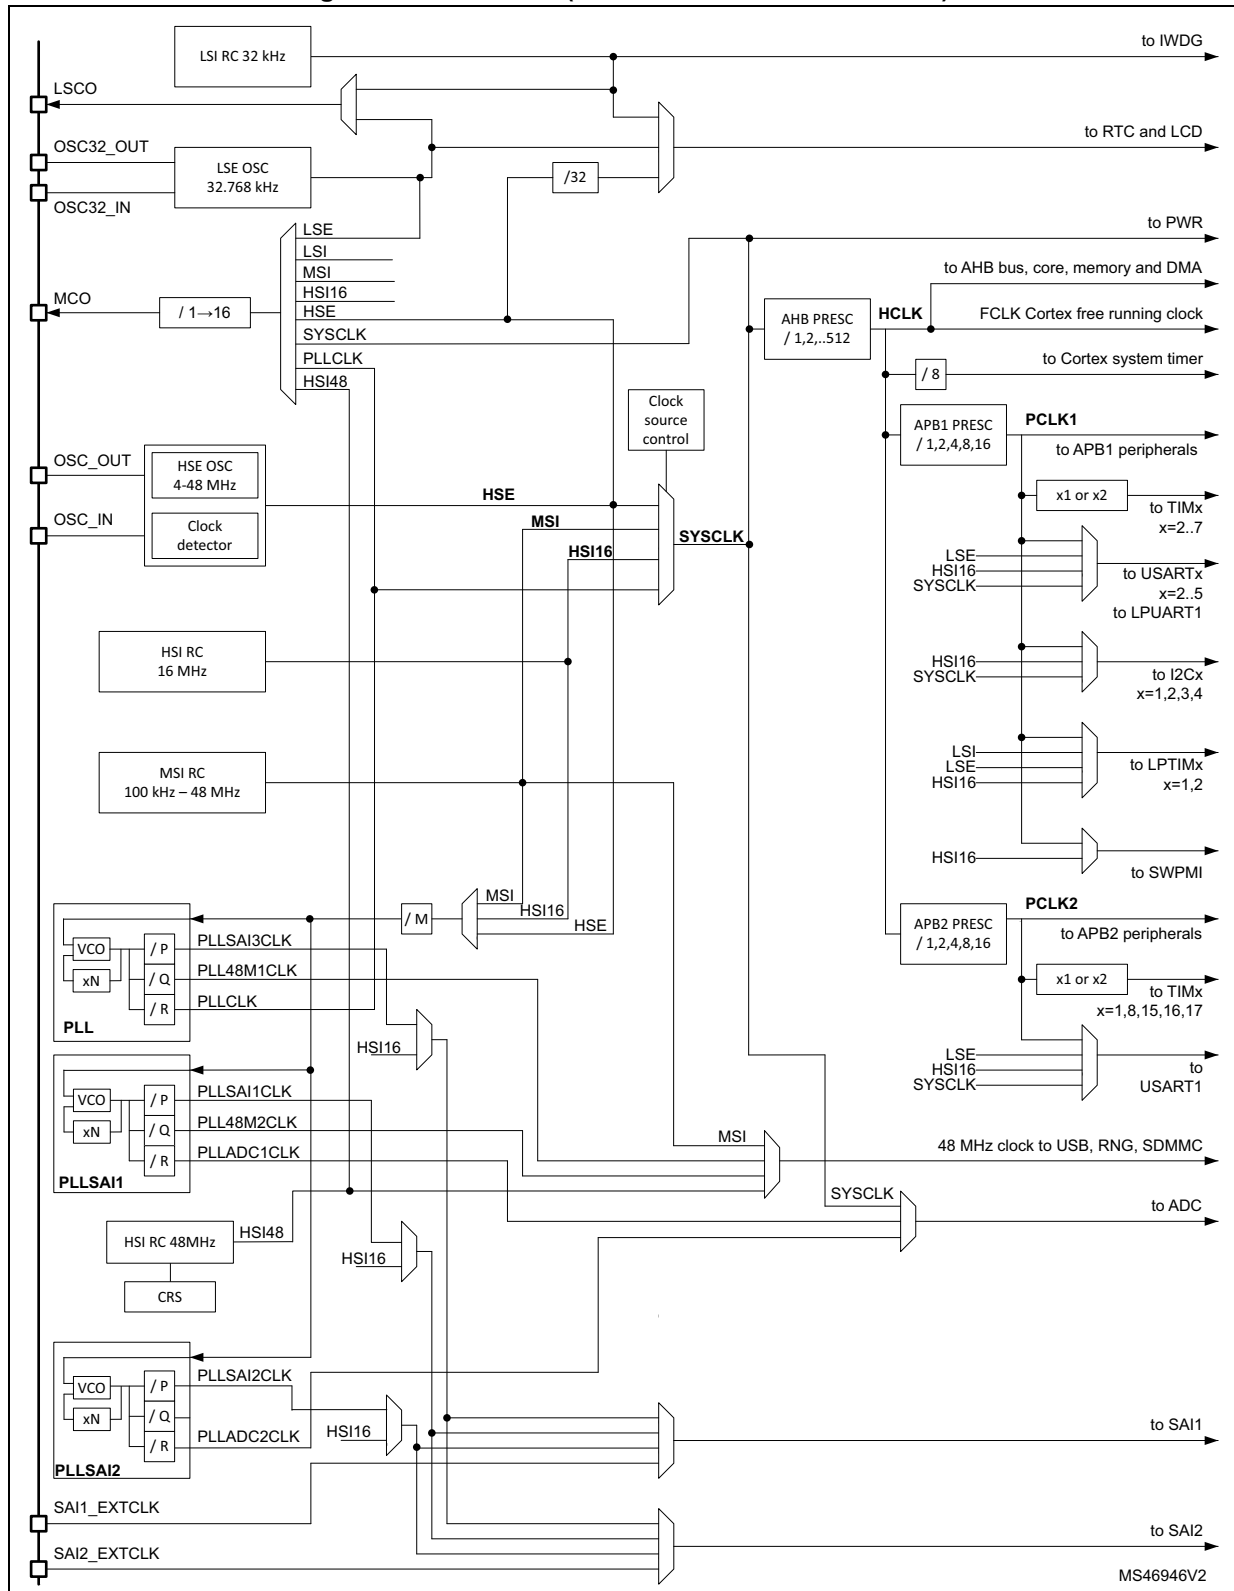 LSI RC 32 kHz
to IWDG
LSCO
to RTC and LCD
OSC32_OUT
LSE OSC
32.768 kHz
/32
OSC32_IN
to PWR
LSE
LSI
MSI
HSI16
HSE
SYSCLK
PLLCLK
HSI48
MCO
/ 1→16
to AHB bus, core, memory and DMA
AHB PRESC
/ 1,2,..512
HCLK
FCLK Cortex free running clock
to Cortex system timer
/ 8
Clock
source
control
APB1 PRESC
/ 1,2,4,8,16
PCLK1
to APB1 peripherals
OSC_OUT
HSE OSC
4-48 MHz
OSC_IN
Clock
detector
HSE
MSI
HSI16
SYSCLK
x1 or x2
to TIMx
x=2..7
LSE
HSI16
SYSCLK
to USARTx
x=2..5
to LPUART1
HSI RC
16 MHz
HSI16
SYSCLK
to I2Cx
x=1,2,3,4
MSI RC
100 kHz – 48 MHz
LSI
LSE
HSI16
to LPTIMx
x=1,2
HSI16
to SWPMI
MSI
HSI16
HSE
/ M
PCLK2
APB2 PRESC
/ 1,2,4,8,16
to APB2 peripherals
VCO
xN
/ P
/ Q
/ R
PLLSAI3CLK
PLL48M1CLK
PLLCLK
PLL
x1 or x2
to TIMx
x=1,8,15,16,17
HSI16
LSE
HSI16
SYSCLK
to
USART1
VCO
xN
/ P
/ Q
/ R
PLLSAI1CLK
PLL48M2CLK
PLLADC1CLK
PLLSAI1
MSI
48 MHz clock to USB, RNG, SDMMC
SYSCLK
to ADC
HSI RC 48MHz
HSI48
HSI16
CRS
VCO
xN
/ P
/ Q
/ R
PLLSAI2CLK
PLLADC2CLK
PLLSAI2
HSI16
to SAI1
SAI1_EXTCLK
to SAI2
SAI2_EXTCLK
MS46946V2